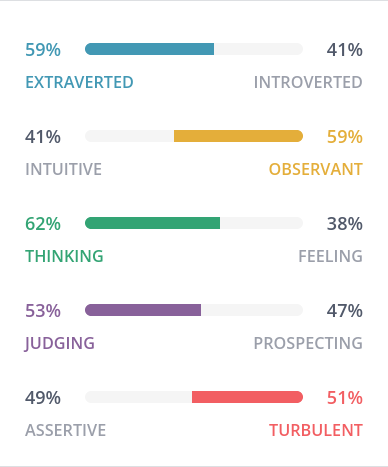 59% 41%
EXTRAVERTED INTROVERTED
41% 59%
INTUITIVE OBSERVANT
62% 38%
THINKING FEELING
53% 47%
JUDGING PROSPECTING
49% 51%
ASSERTIVE TURBULENT